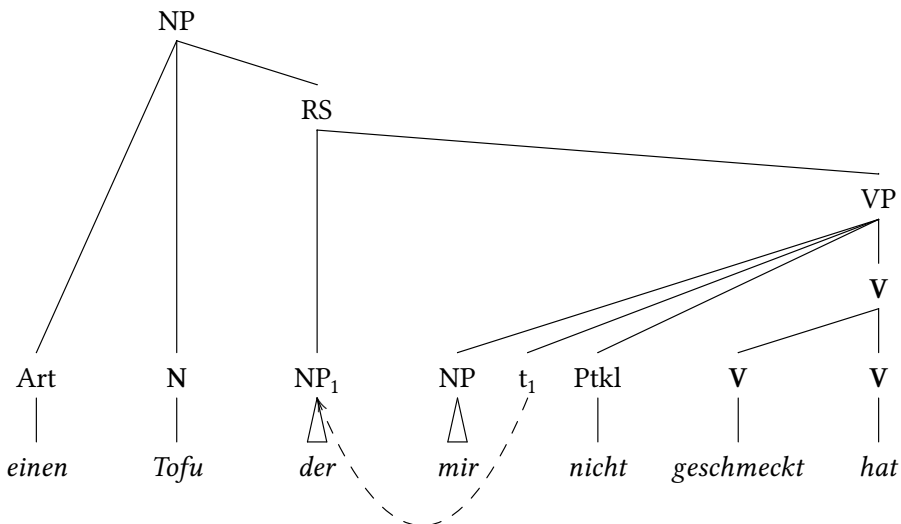 NP
RS
VP
V
Art N NP₁ NP t₁ Ptkl V V
einen Tofu der mir nicht geschmeckt hat